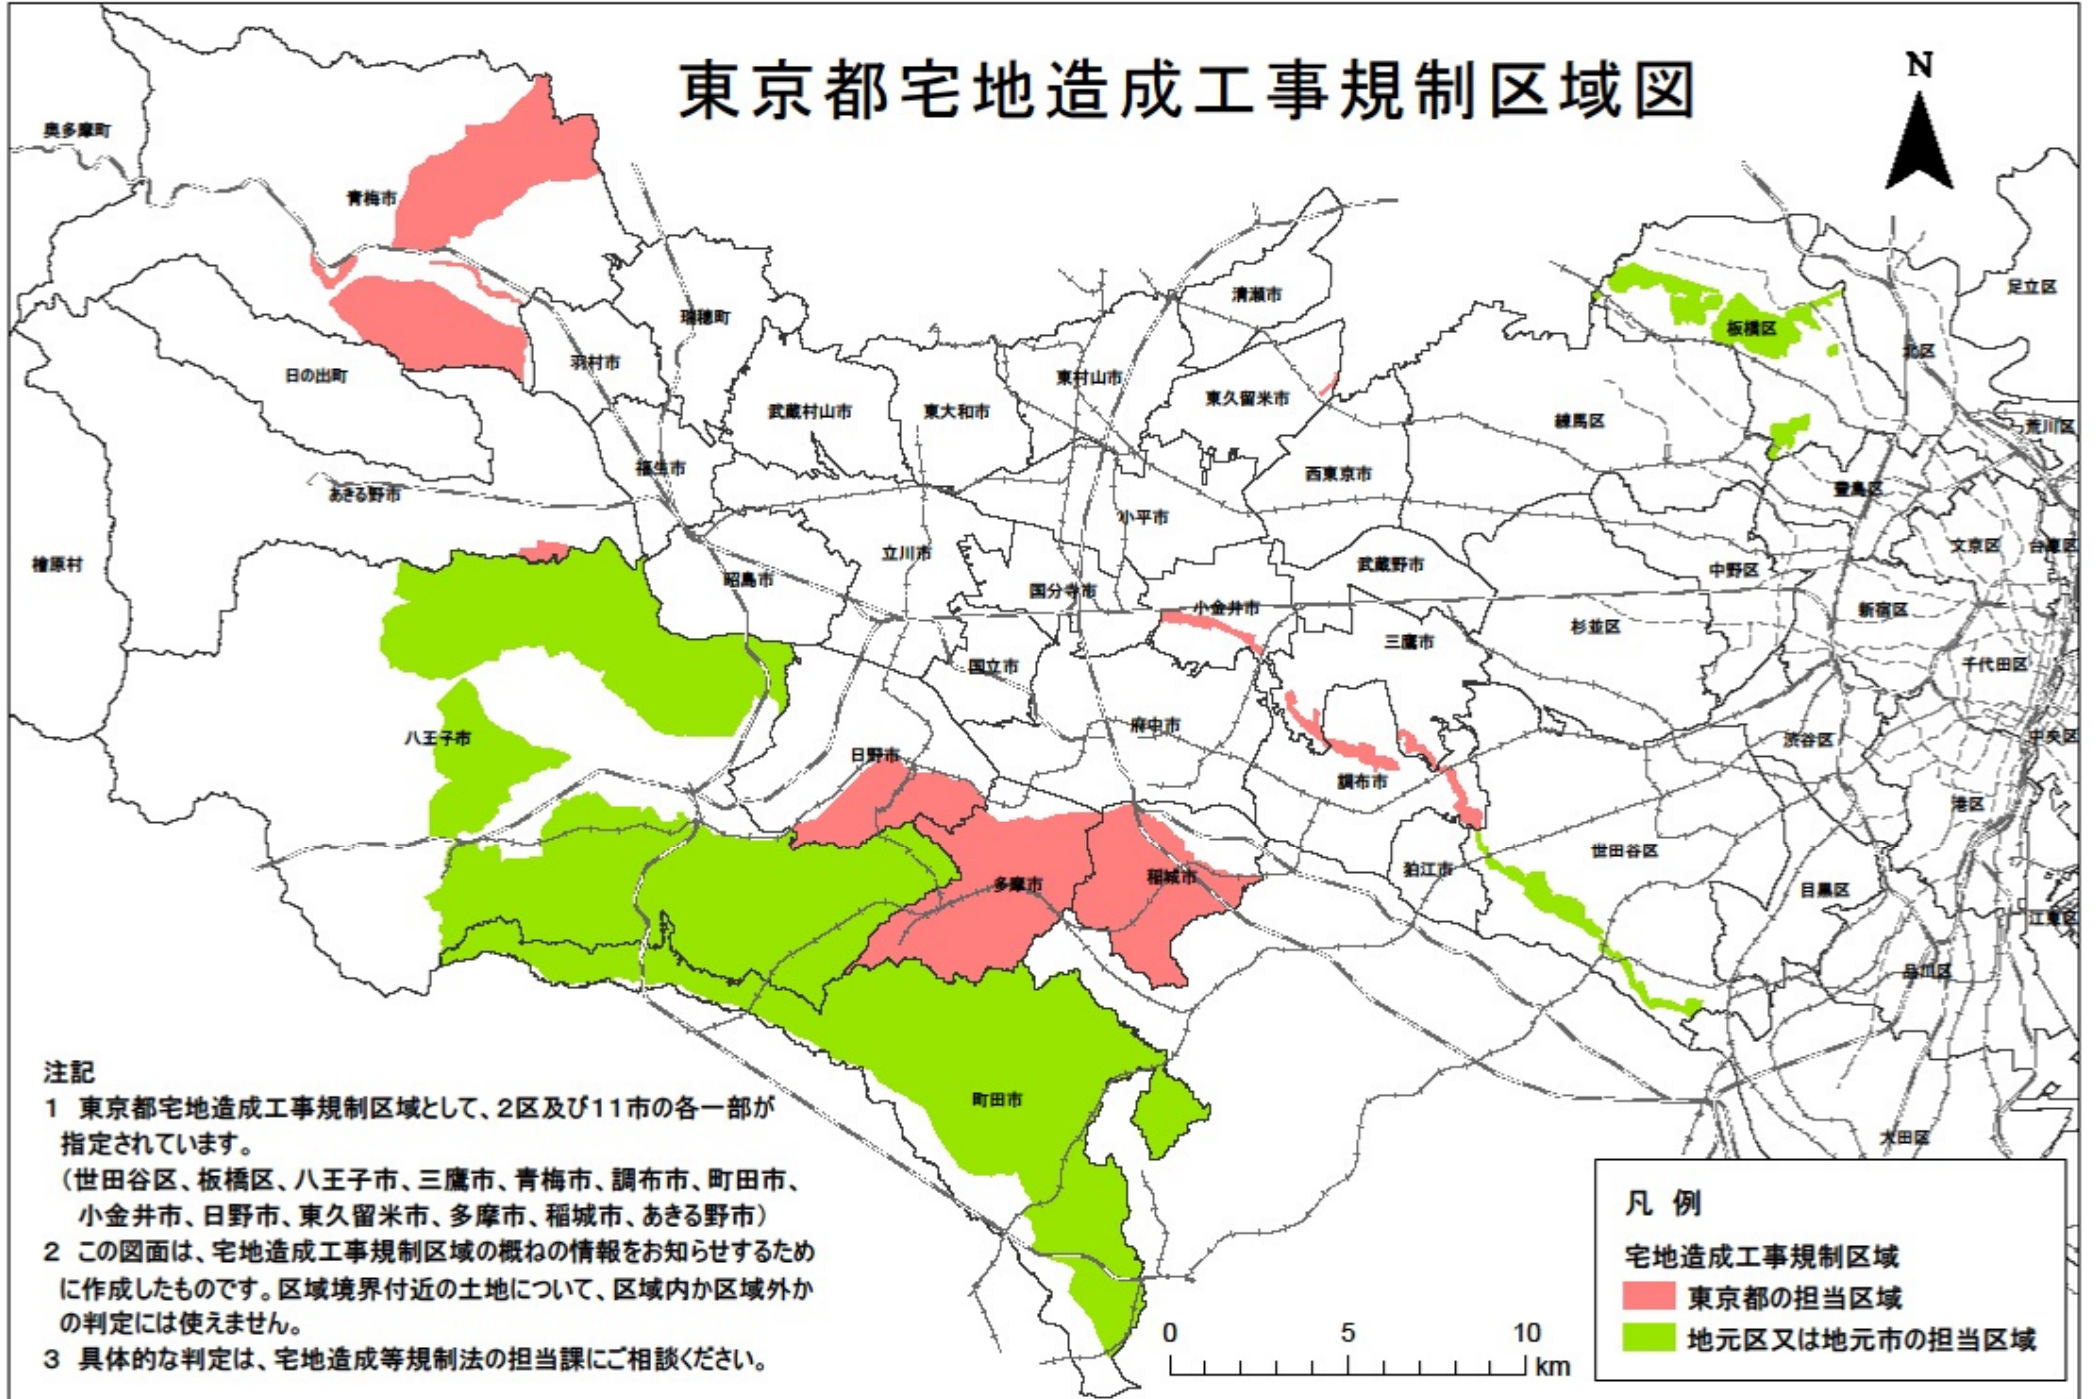 東京都宅地造成工事規制区域図
N
奥多摩町
青梅市
清瀬市
足立区
瑞穂町
板橋区
北区
羽村市
日の出町
東村山市
東久留米市
武蔵村山市
東大和市
練馬区
荒川区
福生市
西東京市
あきる野市
豊島区
小平市
檜原村
立川市
文京区
台東区
昭島市
武蔵野市
中野区
国分寺市
小金井市
新宿区
杉並区
三鷹市
国立市
千代田区
八王子市
府中市
渋谷区
中央区
日野市
調布市
港区
世田谷区
狛江市
多摩市
稲城市
目黒区
江東区
品川区
町田市
大田区
注記
1 東京都宅地造成工事規制区域として、2区及び11市の各一部が
指定されています。
(世田谷区、板橋区、八王子市、三鷹市、青梅市、調布市、町田市、
小金井市、日野市、東久留米市、多摩市、稲城市、あきる野市)
2 この図面は、宅地造成工事規制区域の概ねの情報をお知らせするため
に作成したものです。区域境界付近の土地について、区域内か区域外か
の判定には使えません。
3 具体的な判定は、宅地造成等規制法の担当課にご相談ください。
0 5 10
km
凡 例
宅地造成工事規制区域
東京都の担当区域
地元区又は地元市の担当区域